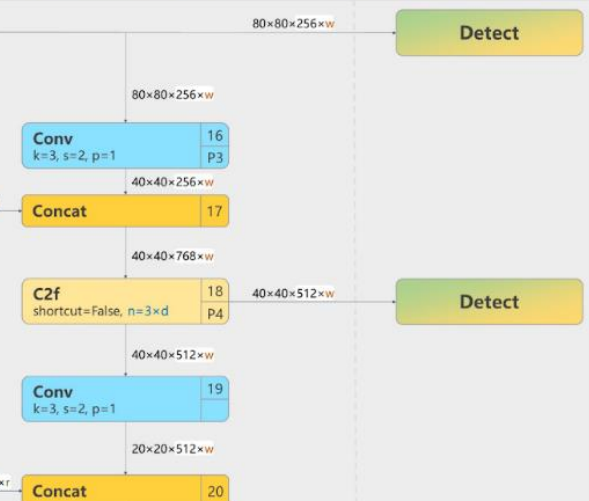 80×80×256×w
Detect
80×80×256×w
Conv
16
k=3, s=2, p=1
P3
40×40×256×w
Concat
17
40×40×768×w
C2f
18
shortcut=False, n=3×d
P4
40×40×512×w
Detect
40×40×512×w
Conv
19
k=3, s=2, p=1
20×20×512×w
×r
Concat
20